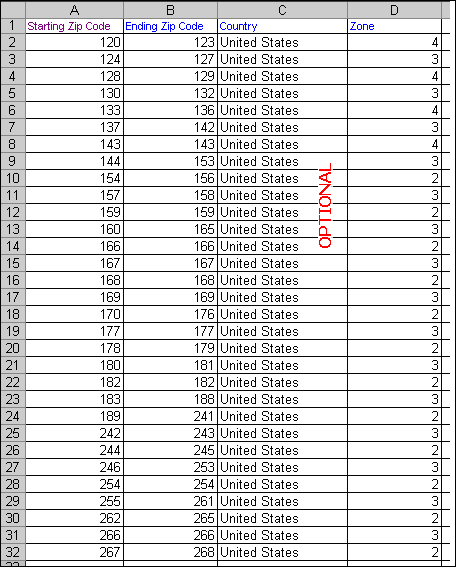 A B C D
1 Starting Zip Code Ending Zip Code Country Zone
2 120 123 United States 4
3 124 127 United States 3
4 128 129 United States 4
5 130 132 United States 3
6 133 136 United States 4
7 137 142 United States 3
8 143 143 United States 4
9 144 153 United States 3
10 154 156 United States 2
11 157 158 United States 3
12 159 159 United States 2
13 160 165 United States 3
14 166 166 United States 2
15 167 167 United States 3
16 168 168 United States 2
17 169 169 United States 3
18 170 176 United States 2
19 177 177 United States 3
20 178 179 United States 2
21 180 181 United States 3
22 182 182 United States 2
23 183 188 United States 3
24 189 241 United States 2
25 242 243 United States 3
26 244 245 United States 2
27 246 253 United States 3
28 254 254 United States 2
29 255 261 United States 3
30 262 265 United States 2
31 266 266 United States 3
32 267 268 United States 2
OPTIONAL